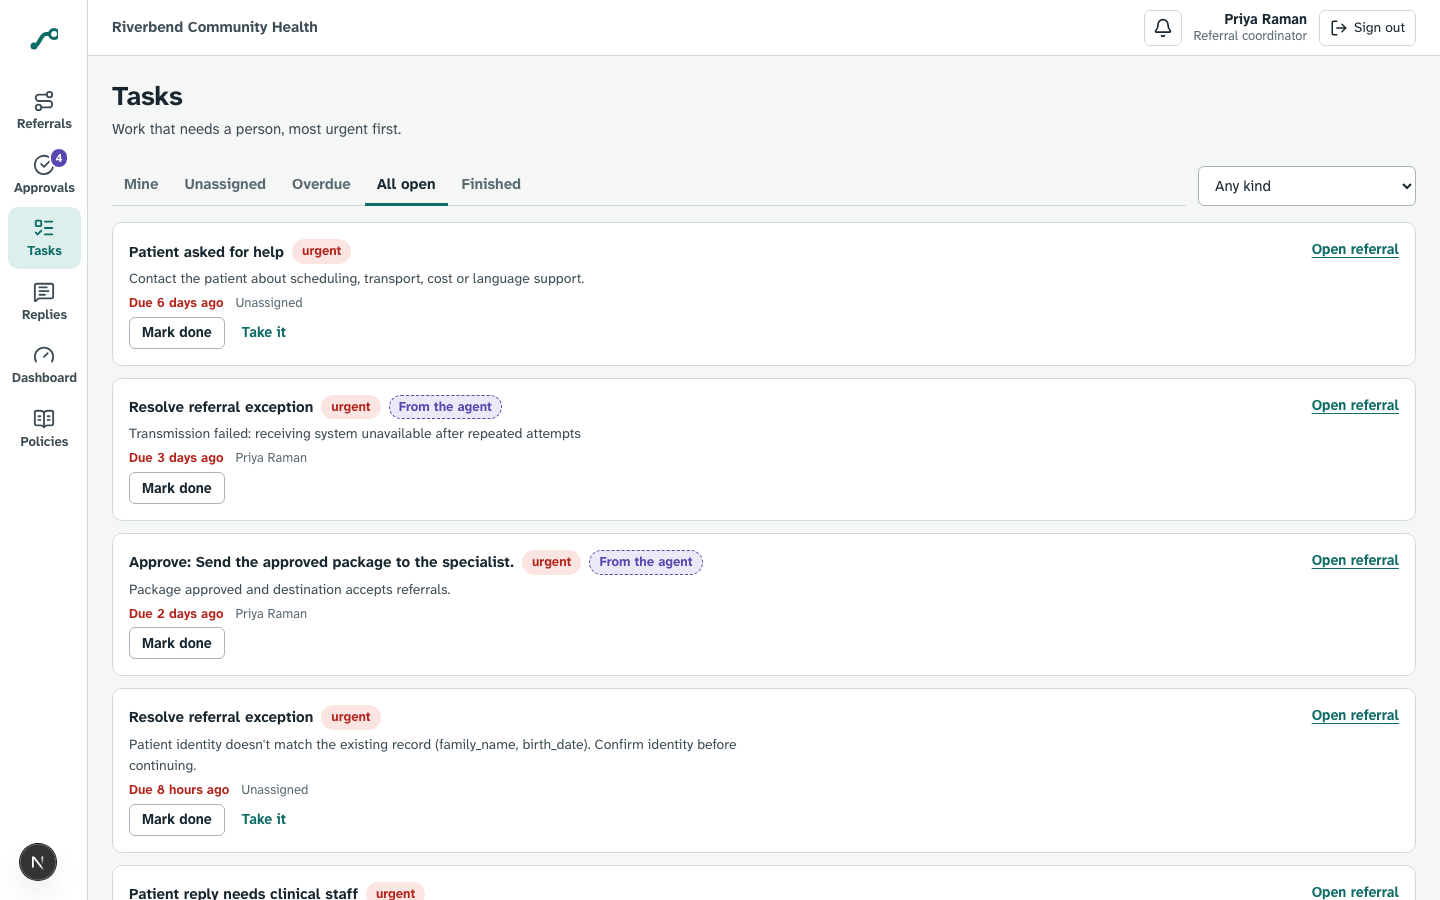 Riverbend Community Health
Priya Raman
Referral coordinator
Sign out
Referrals
4
Approvals
Tasks
Replies
Dashboard
Policies
N
Tasks
Work that needs a person, most urgent first.
Mine
Unassigned
Overdue
All open
Finished
Any kind
Patient asked for help urgent
Open referral
Contact the patient about scheduling, transport, cost or language support.
Due 6 days ago Unassigned
Mark done Take it
Resolve referral exception urgent From the agent
Open referral
Transmission failed: receiving system unavailable after repeated attempts
Due 3 days ago Priya Raman
Mark done
Approve: Send the approved package to the specialist. urgent From the agent
Open referral
Package approved and destination accepts referrals.
Due 2 days ago Priya Raman
Mark done
Resolve referral exception urgent
Open referral
Patient identity doesn't match the existing record (family_name, birth_date). Confirm identity before
continuing.
Due 8 hours ago Unassigned
Mark done Take it
Patient reply needs clinical staff urgent
Open referral